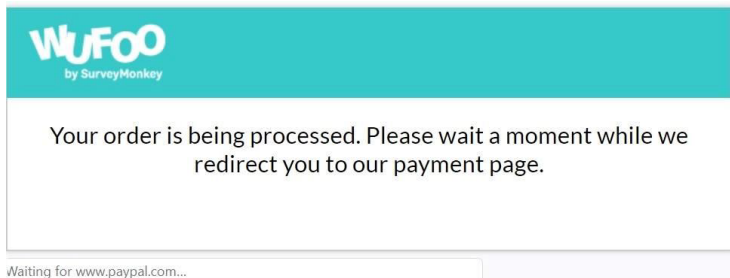 WUFOO
by SurveyMonkey
Your order is being processed. Please wait a moment while we
redirect you to our payment page.
Waiting for www.paypal.com...